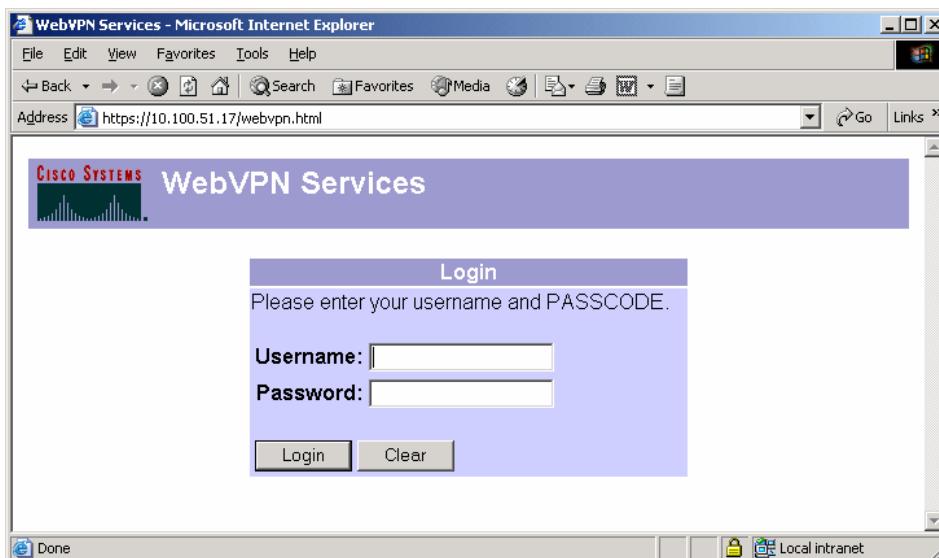 WebVPN Services - Microsoft Internet Explorer
File Edit View Favorites Tools Help
Back Search Favorites Media
Address https://10.100.51.17/webvpn.html Go Links »
CISCO SYSTEMS
WebVPN Services
Login
Please enter your username and PASSCODE.
Username:
Password:
Login Clear
Done Local intranet